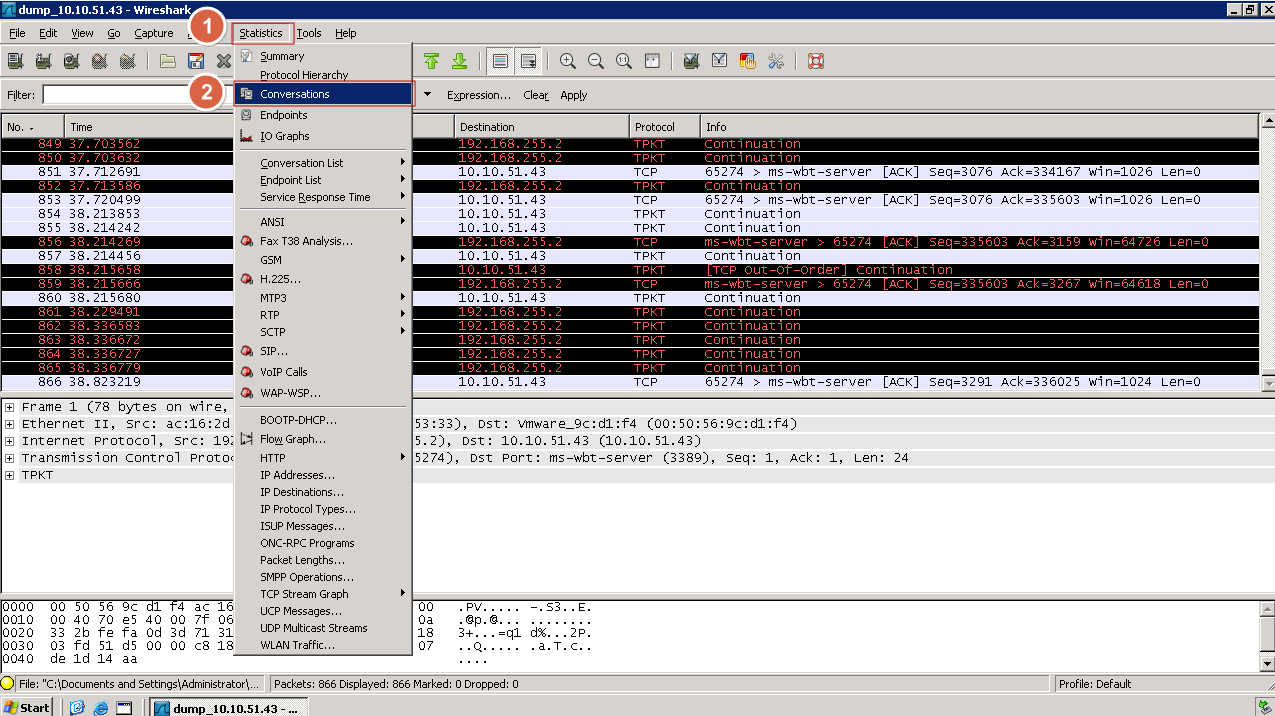 dump_10.10.51.43 - Wireshark
File Edit View Go Capture Statistics Tools Help
1
Summary
Protocol Hierarchy
2
Conversations
Endpoints
IO Graphs
Conversation List
Endpoint List
Service Response Time
ANSI
Fax T38 Analysis...
GSM
H.225...
MTP3
RTP
SCTP
SIP...
VoIP Calls
WAP-WSP...
BOOTP-DHCP...
Flow Graph...
HTTP
IP Addresses...
IP Destinations...
IP Protocol Types...
ISUP Messages...
ONC-RPC Programs
Packet Lengths...
SMPP Operations...
TCP Stream Graph
UCP Messages...
UDP Multicast Streams
WLAN Traffic...
Filter: Expression... Clear Apply
No. Time Destination Protocol Info
849 37.703562 192.168.255.2 TPKT Continuation
850 37.703632 192.168.255.2 TPKT Continuation
851 37.712691 10.10.51.43 TCP 65274 > ms-wbt-server [ACK] Seq=3076 Ack=334167 Win=1026 Len=0
852 37.713586 192.168.255.2 TPKT Continuation
853 37.720499 10.10.51.43 TCP 65274 > ms-wbt-server [ACK] Seq=3076 Ack=335603 Win=1026 Len=0
854 38.213853 10.10.51.43 TPKT Continuation
855 38.214242 10.10.51.43 TPKT Continuation
856 38.214269 192.168.255.2 TCP ms-wbt-server > 65274 [ACK] Seq=335603 Ack=3159 Win=64726 Len=0
857 38.214456 10.10.51.43 TPKT Continuation
858 38.215658 10.10.51.43 TPKT [TCP Out-Of-Order] Continuation
859 38.215666 192.168.255.2 TCP ms-wbt-server > 65274 [ACK] Seq=335603 Ack=3267 Win=64618 Len=0
860 38.215680 10.10.51.43 TPKT Continuation
861 38.229491 192.168.255.2 TPKT Continuation
862 38.336583 192.168.255.2 TPKT Continuation
863 38.336672 192.168.255.2 TPKT Continuation
864 38.336727 192.168.255.2 TPKT Continuation
865 38.336779 192.168.255.2 TPKT Continuation
866 38.823219 10.10.51.43 TCP 65274 > ms-wbt-server [ACK] Seq=3291 Ack=336025 Win=1024 Len=0
Frame 1 (78 bytes on wire,
Ethernet II, Src: ac:16:2d 53:33), Dst: Vmware_9c:d1:f4 (00:50:56:9c:d1:f4)
Internet Protocol, Src: 192 5.2), Dst: 10.10.51.43 (10.10.51.43)
Transmission Control Proto 5274), Dst Port: ms-wbt-server (3389), Seq: 1, Ack: 1, Len: 24
TPKT
0000 00 50 56 9c d1 f4 ac 16 00 .PV..... -.S3..E.
0010 00 40 70 e5 40 00 7f 06 0a .@p.@... ........
0020 33 2b fe fa 0d 3d 71 31 18 3+...=q1 d%...2P.
0030 03 fd 51 d5 00 00 c8 18 07 ..Q..... .a.T.c..
0040 de 1d 14 aa ....
File: "C:\Documents and Settings\Administrator\... Packets: 866 Displayed: 866 Marked: 0 Dropped: 0 Profile: Default
Start dump_10.10.51.43 - ...